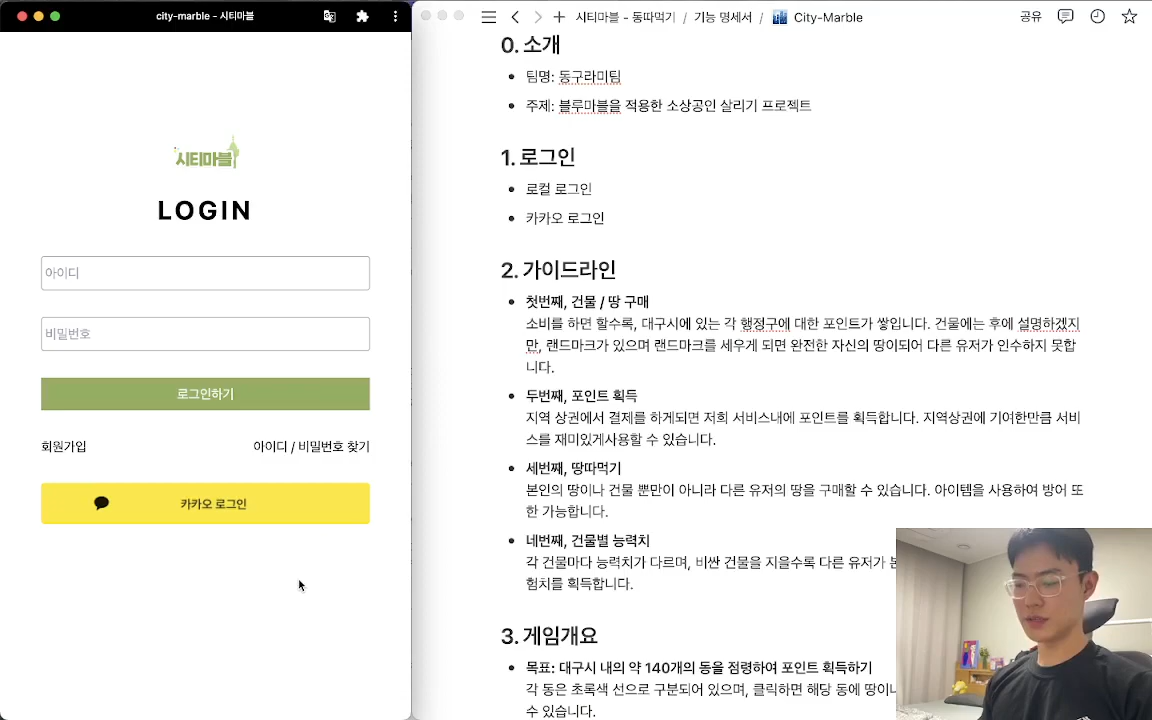 city-marble - 시티마블
시티마블
LOGIN
아이디
비밀번호
로그인하기
회원가입
아이디 / 비밀번호 찾기
카카오 로그인
시티마블 - 동따먹기 / 기능 명세서 / City-Marble
공유
0. 소개
팀명: 동구라미팀
주제: 블루마블을 적용한 소상공인 살리기 프로젝트
1. 로그인
로컬 로그인
카카오 로그인
2. 가이드라인
첫번째, 건물 / 땅 구매
소비를 하면 할수록, 대구시에 있는 각 행정구에 대한 포인트가 쌓입니다. 건물에는 후에 설명하겠지
만, 랜드마크가 있으며 랜드마크를 세우게 되면 완전한 자신의 땅이되어 다른 유저가 인수하지 못합
니다.
두번째, 포인트 획득
지역 상권에서 결제를 하게되면 저희 서비스내에 포인트를 획득합니다. 지역상권에 기여한만큼 서비
스를 재미있게사용할 수 있습니다.
세번째, 땅따먹기
본인의 땅이나 건물 뿐만이 아니라 다른 유저의 땅을 구매할 수 있습니다. 아이템을 사용하여 방어 또
한 가능합니다.
네번째, 건물별 능력치
각 건물마다 능력치가 다르며, 비싼 건물을 지을수록 다른 유저가
험치를 획득합니다.
3. 게임개요
목표: 대구시 내의 약 140개의 동을 점령하여 포인트 획득하기
각 동은 초록색 선으로 구분되어 있으며, 클릭하면 해당 동에
수 있습니다.